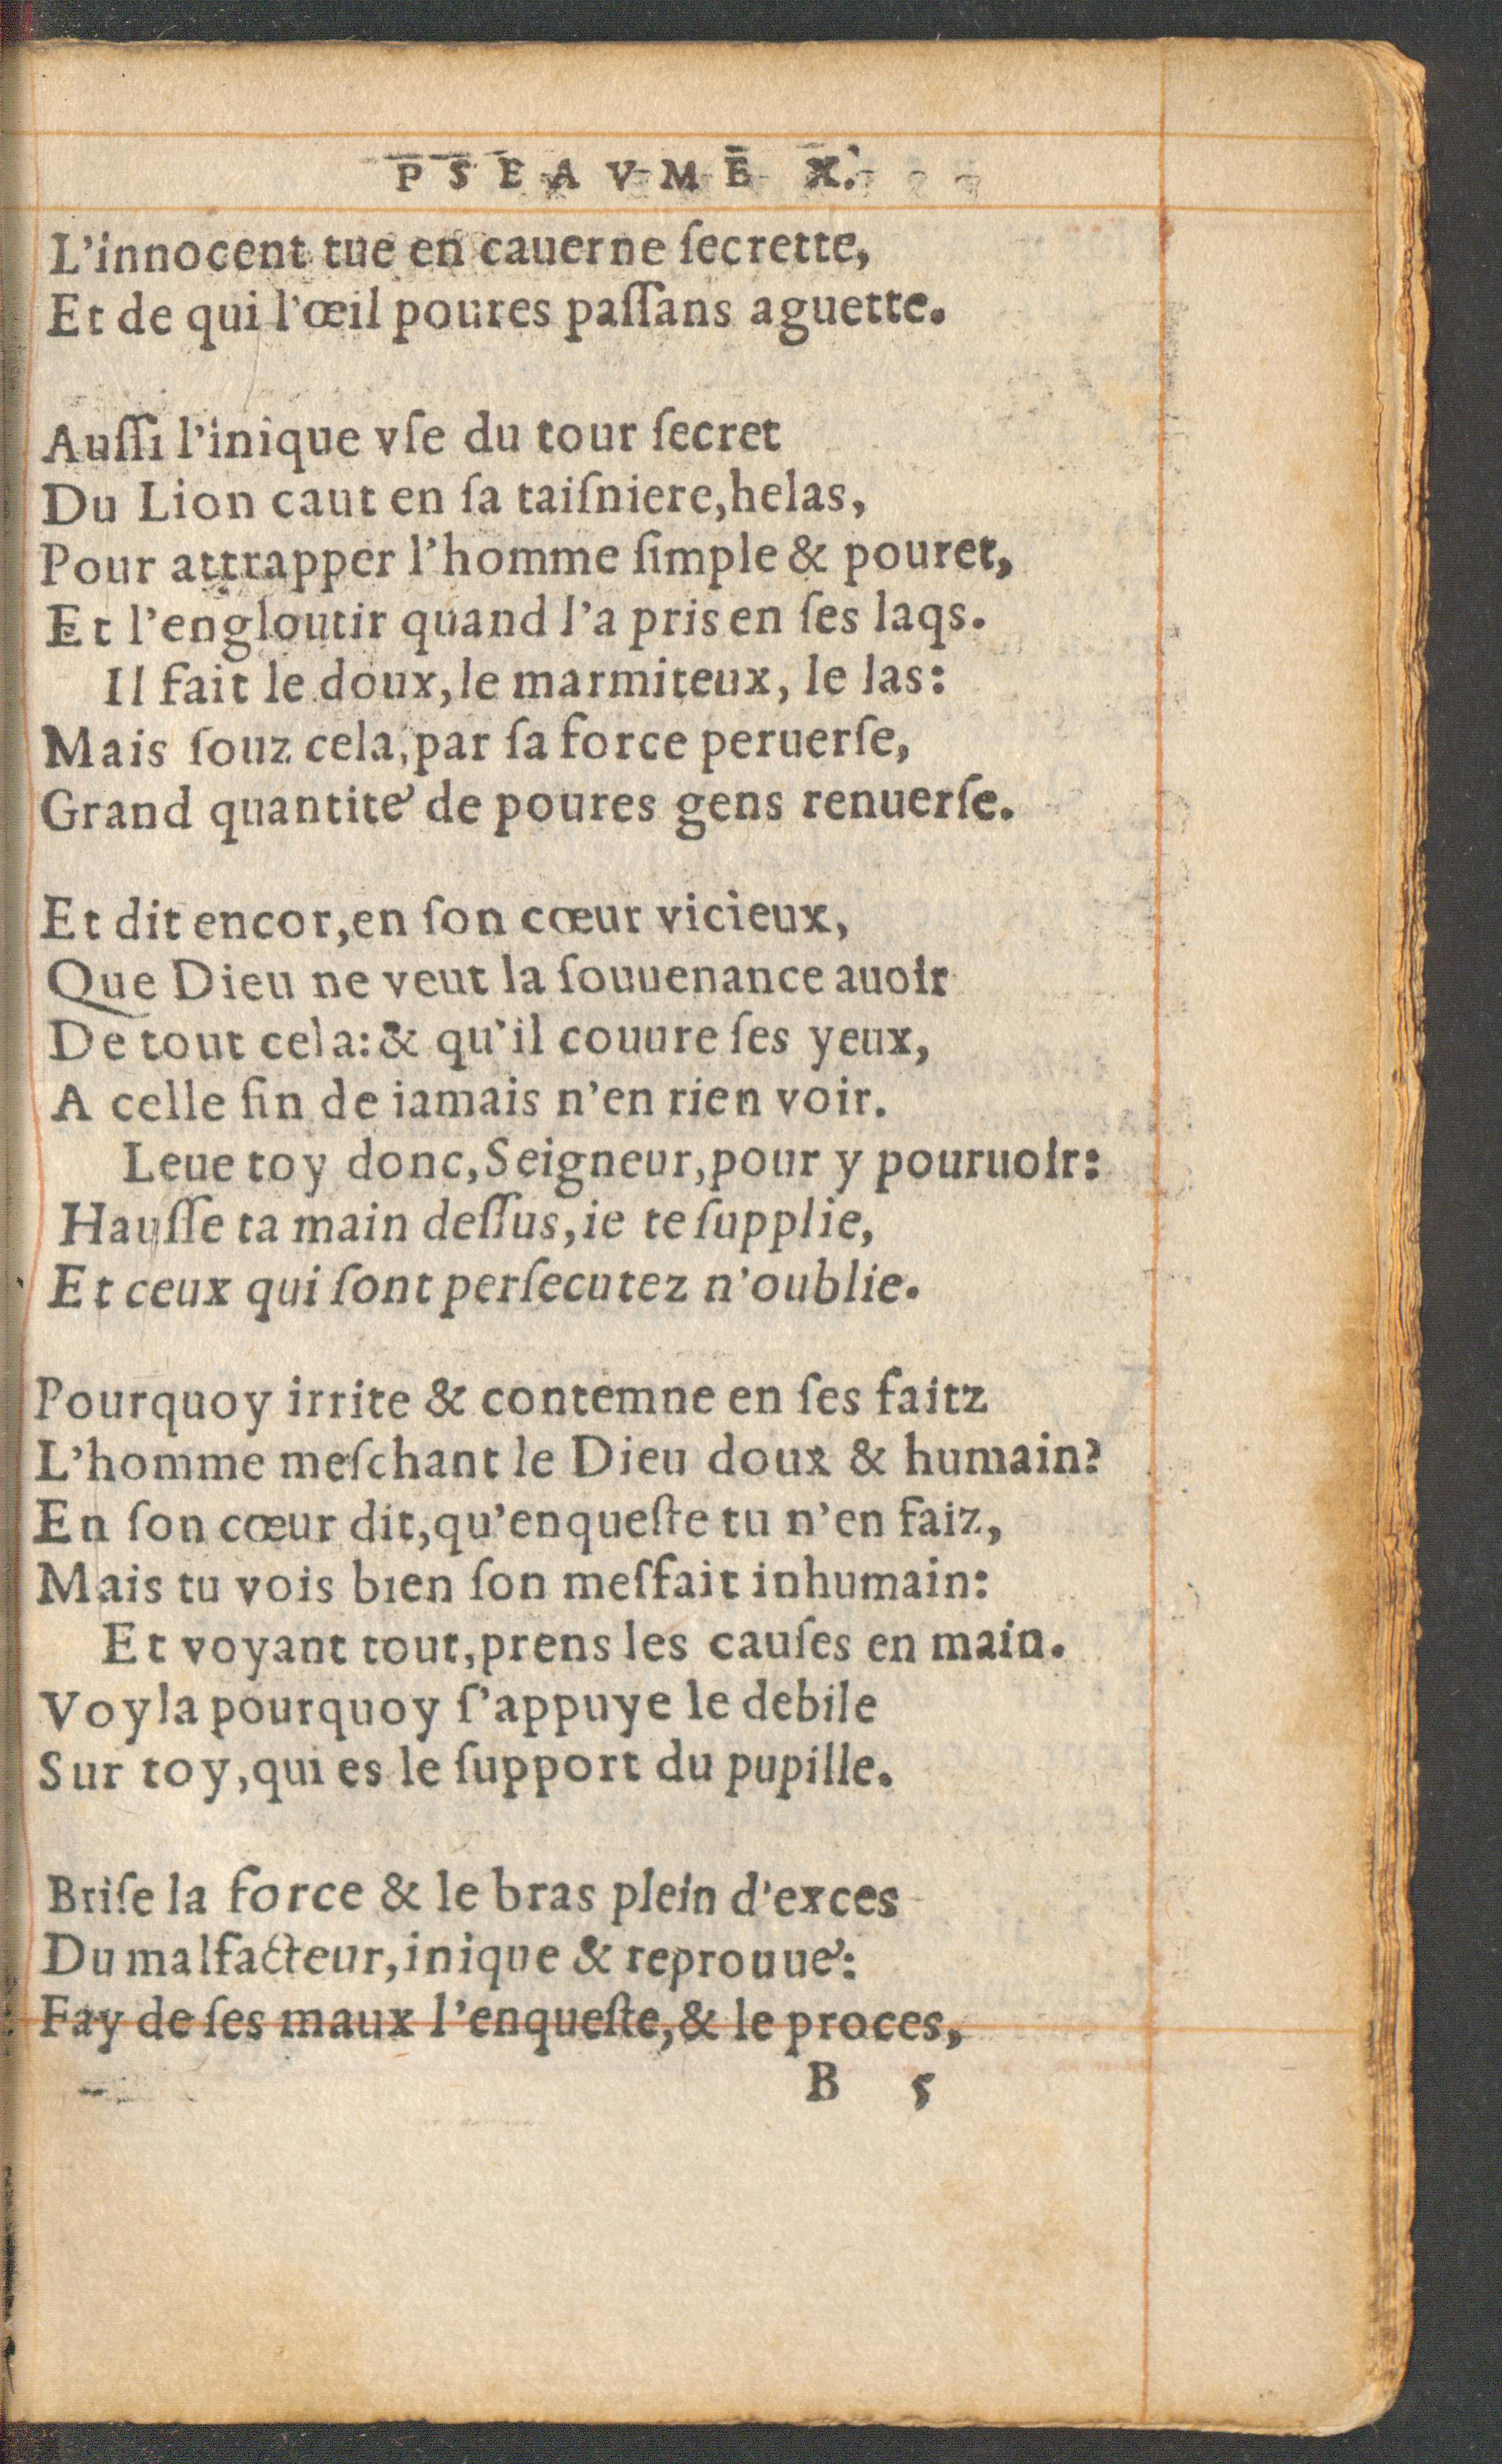 PSEAVME X.
L'innocent tue en cauerne ſecrette,
Et de qui l'œil poures paſſans aguette.
Auſſi l'inique vſe du tour ſecret
Du Lion caut en ſa taiſniere,helas,
Pour attrapper l'homme ſimple & pouret,
Et l'engloutir quand l'a pris en ſes laqs.
Il fait le doux,le marmiteux, le las:
Mais ſouz cela,par ſa force peruerſe,
Grand quantité de poures gens renuerſe.
Et dit encor,en ſon cœur vicieux,
Que Dieu ne veut la ſouuenance auoir
De tout cela:& qu'il couure ſes yeux,
A celle fin de iamais n'en rien voir.
Leue toy donc,Seigneur,pour y pouruoir:
Hauſſe ta main deſſus,ie te ſupplie,
Et ceux qui ſont perſecutez n'oublie.
Pourquoy irrite & contemne en ſes faitz
L'homme meſchant le Dieu doux & humain?
En ſon cœur dit,qu'enqueſte tu n'en faiz,
Mais tu vois bien ſon meſfait inhumain:
Et voyant tout,prens les cauſes en main.
Voyla pourquoy ſ'appuye le debile
Sur toy,qui es le ſupport du pupille.
Briſe la force & le bras plein d'exces
Du malfacteur,inique & reprouué:
Fay de ſes maux l'enqueſte,& le proces,
B 5